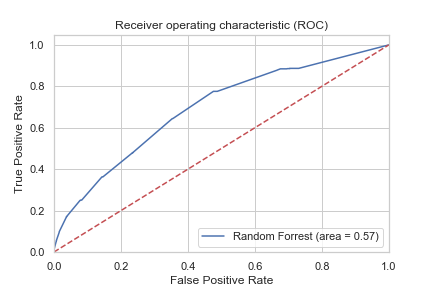 Receiver operating characteristic (ROC)
True Positive Rate
1.0
0.8
0.6
0.4
0.2
0.0
Random Forrest (area = 0.57)
0.0 0.2 0.4 0.6 0.8 1.0
False Positive Rate